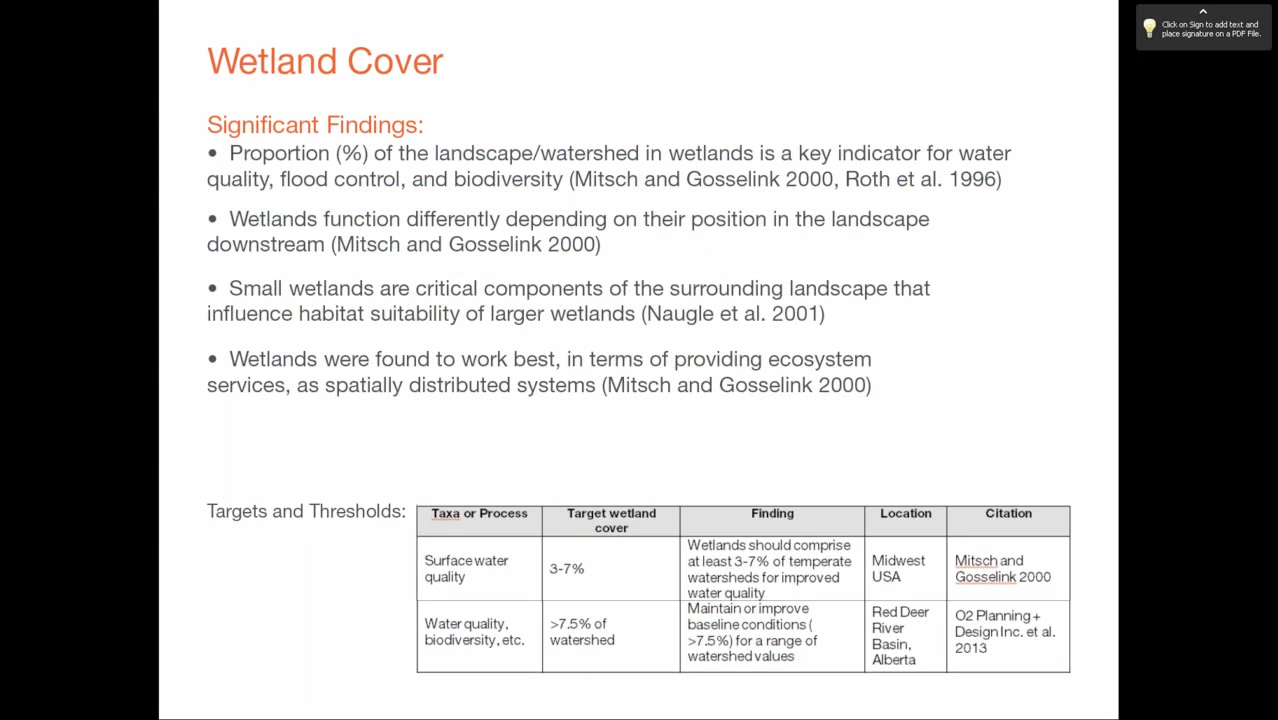 Click on Sign to add text and
place signature on a PDF File.
Wetland Cover
Significant Findings:
• Proportion (%) of the landscape/watershed in wetlands is a key indicator for water
quality, flood control, and biodiversity (Mitsch and Gosselink 2000, Roth et al. 1996)
• Wetlands function differently depending on their position in the landscape
downstream (Mitsch and Gosselink 2000)
• Small wetlands are critical components of the surrounding landscape that
influence habitat suitability of larger wetlands (Naugle et al. 2001)
• Wetlands were found to work best, in terms of providing ecosystem
services, as spatially distributed systems (Mitsch and Gosselink 2000)
Targets and Thresholds:
Taxa or Process
Target wetland
cover
Finding
Location
Citation
Surface water
quality
3-7%
Wetlands should comprise
at least 3-7% of temperate
watersheds for improved
water quality
Midwest
USA
Mitsch and
Gosselink 2000
Water quality,
biodiversity, etc.
>7.5% of
watershed
Maintain or improve
baseline conditions (
>7.5%) for a range of
watershed values
Red Deer
River
Basin,
Alberta
O2 Planning +
Design Inc. et al.
2013